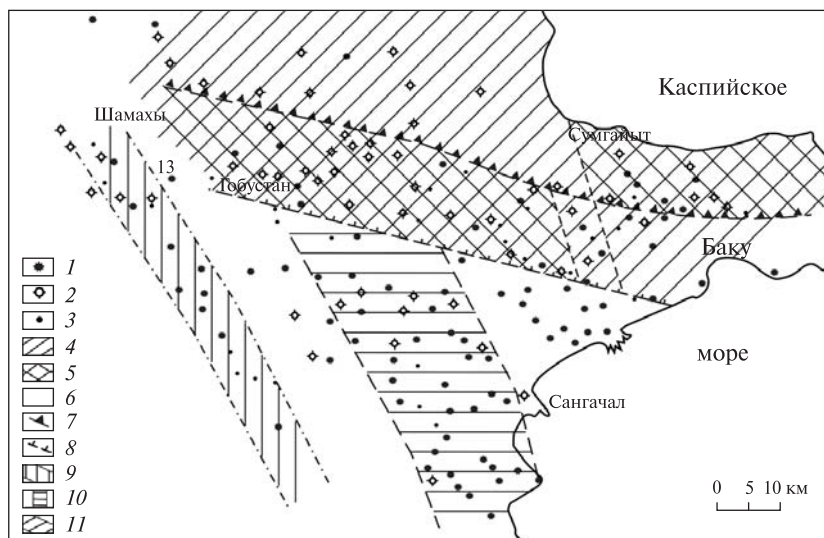 Каспийское
Шамахы
Сумгайыт
13
Гобустан
Баку
море
Сангачал
1
2
3
4
5
6
7
8
9
10
11
0 5 10 км